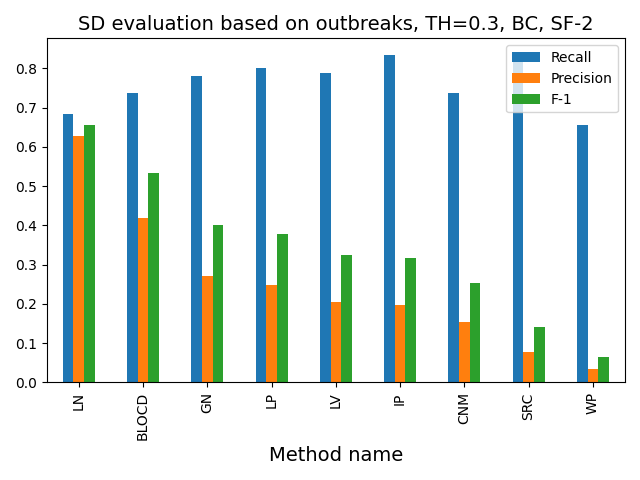 SD evaluation based on outbreaks, TH=0.3, BC, SF-2
Recall
Precision
F-1
0.8
0.7
0.6
0.5
0.4
0.3
0.2
0.1
0.0
LN
BLOCD
GN
LP
LV
IP
CNM
SRC
WP
Method name